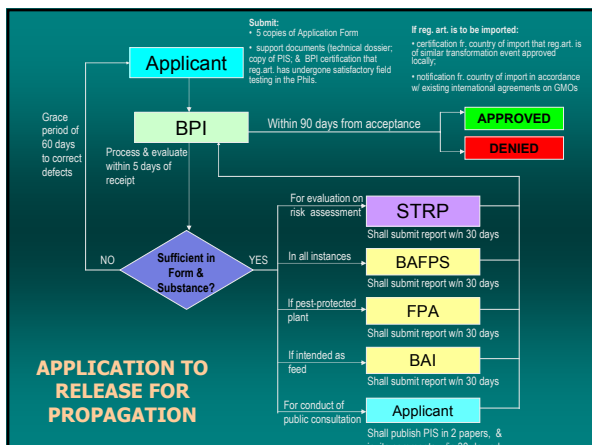 Submit:
• 5 copies of Application Form
• support documents (technical dossier;
copy of PIS; & BPI certification that
reg.art. has undergone satisfactory field
testing in the Phils.
If reg. art. is to be imported:
• certification fr. country of import that reg.art. is
of similar transformation event approved
locally;
• notification fr. country of import in accordance
w/ existing international agreements on GMOs
Applicant
Grace
period of
60 days
to correct
defects
BPI
Within 90 days from acceptance
APPROVED
DENIED
Process & evaluate
within 5 days of
receipt
NO
Sufficient in
Form &
Substance?
YES
For evaluation on
risk assessment
STRP
Shall submit report w/n 30 days
In all instances
BAFPS
Shall submit report w/n 30 days
If pest-protected
plant
FPA
Shall submit report w/n 30 days
If intended as
feed
BAI
Shall submit report w/n 30 days
For conduct of
public consultation
Applicant
Shall publish PIS in 2 papers, &
APPLICATION TO
RELEASE FOR
PROPAGATION